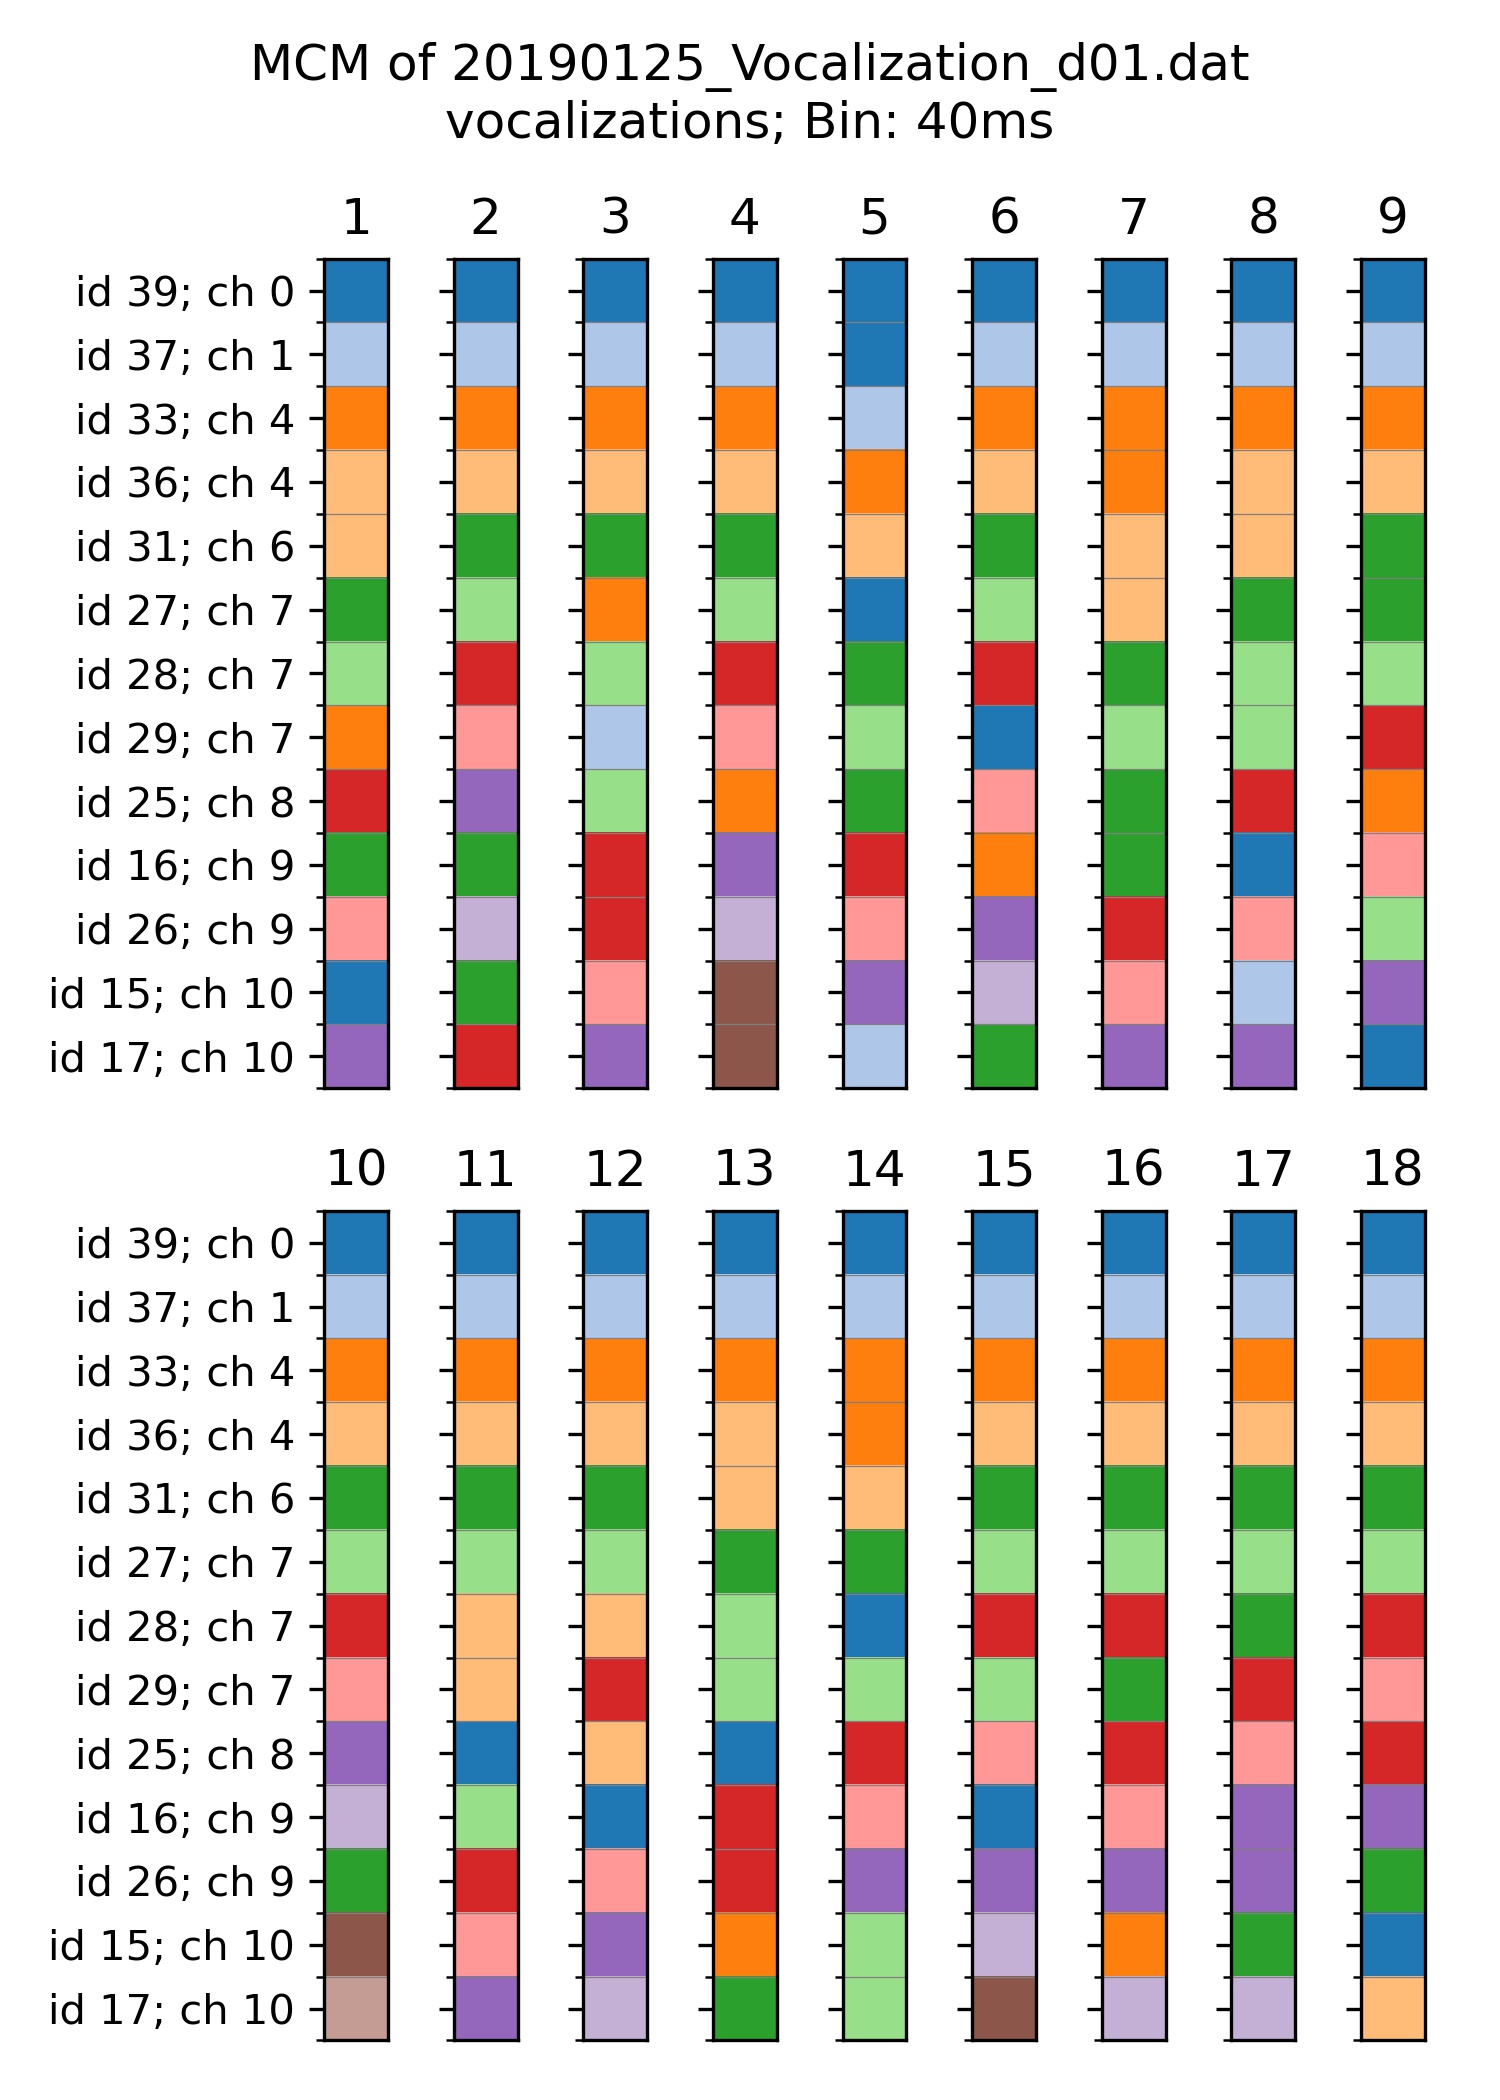 MCM of 20190125_Vocalization_d01.dat
vocalizations; Bin: 40ms
1 2 3 4 5 6 7 8 9
id 39; ch 0
id 37; ch 1
id 33; ch 4
id 36; ch 4
id 31; ch 6
id 27; ch 7
id 28; ch 7
id 29; ch 7
id 25; ch 8
id 16; ch 9
id 26; ch 9
id 15; ch 10
id 17; ch 10
10 11 12 13 14 15 16 17 18
id 39; ch 0
id 37; ch 1
id 33; ch 4
id 36; ch 4
id 31; ch 6
id 27; ch 7
id 28; ch 7
id 29; ch 7
id 25; ch 8
id 16; ch 9
id 26; ch 9
id 15; ch 10
id 17; ch 10